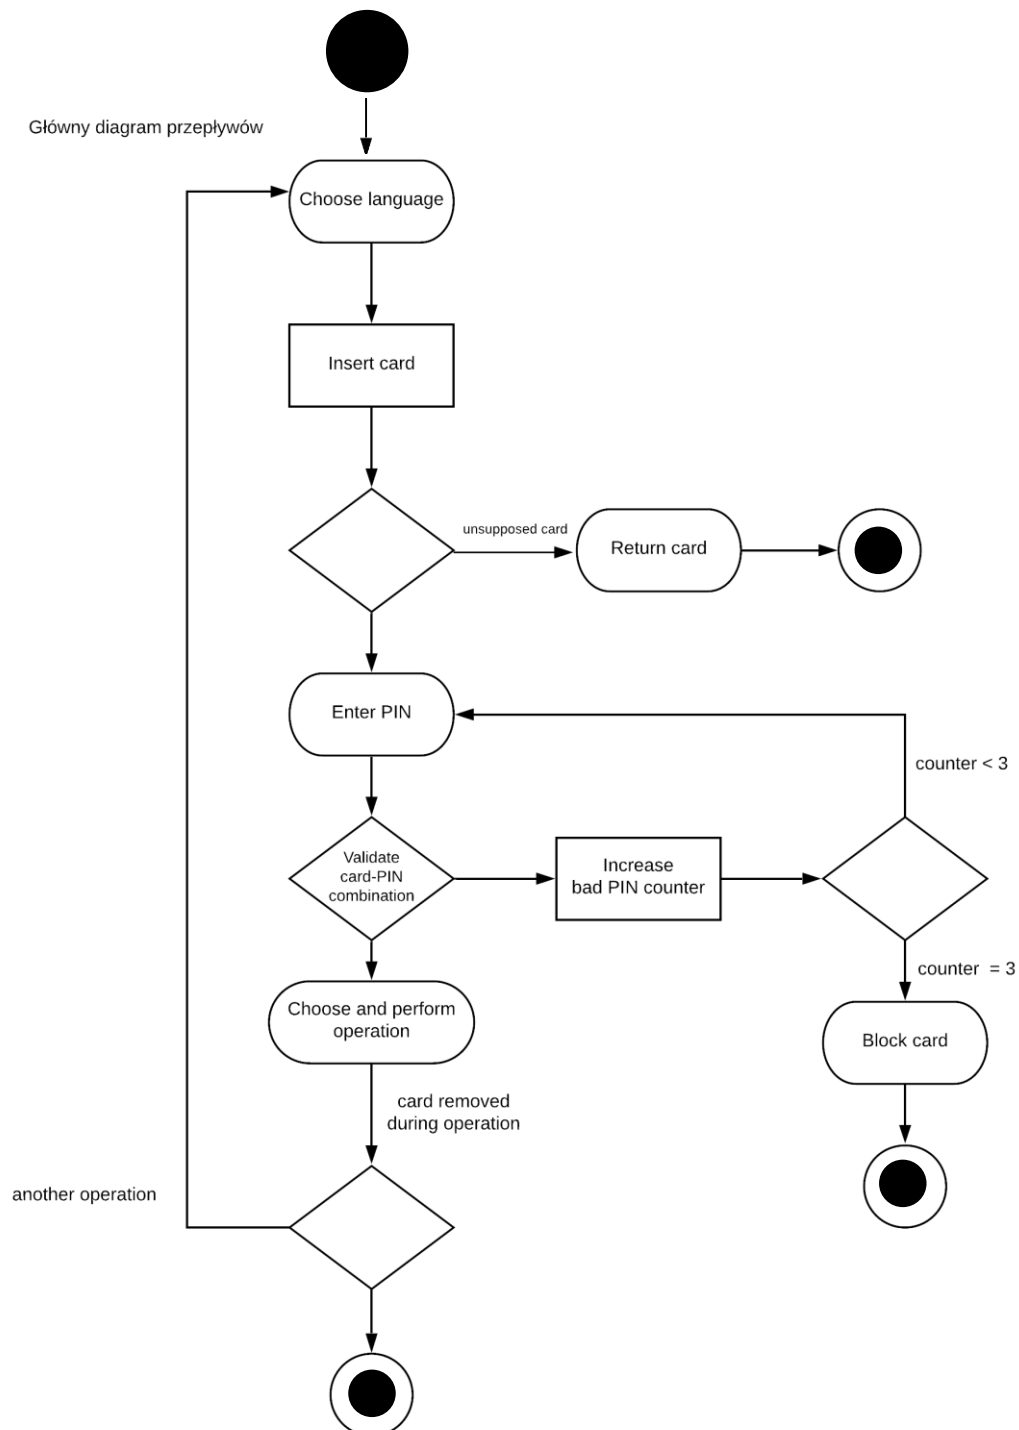 Główny diagram przepływów
Choose language
Insert card
unsupposed card
Return card
Enter PIN
counter < 3
Validate
card-PIN
combination
Increase
bad PIN counter
counter  = 3
Choose and perform
operation
Block card
card removed
during operation
another operation